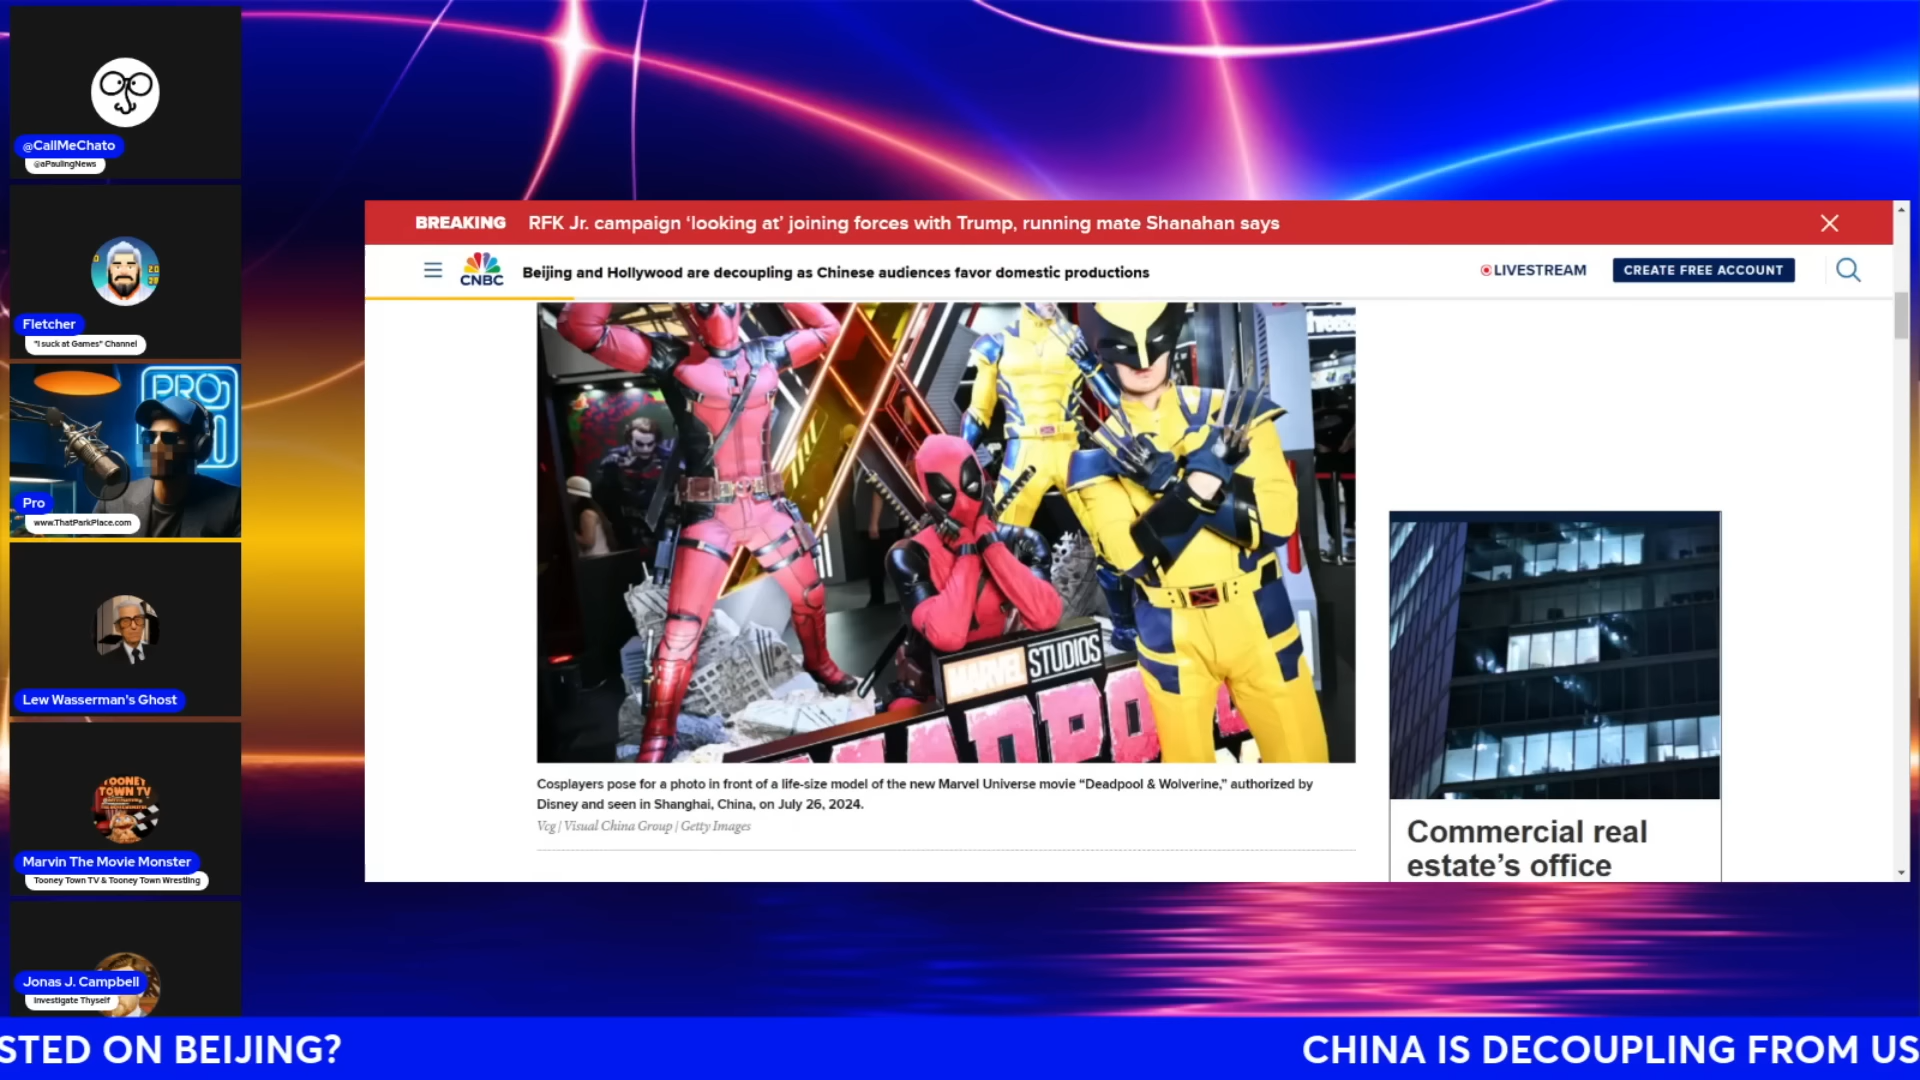 @CallMeChato
@aPaulingNews
Fletcher
"I suck at Games" Channel
PRO
Pro
www.ThatParkPlace.com
Lew Wasserman's Ghost
TOONEY
TOWN TV
Marvin The Movie Monster
Tooney Town TV & Tooney Town Wrestling
Jonas J. Campbell
Investigate Thyself
BREAKING RFK Jr. campaign ‘looking at’ joining forces with Trump, running mate Shanahan says
CNBC
Beijing and Hollywood are decoupling as Chinese audiences favor domestic productions
LIVESTREAM
CREATE FREE ACCOUNT
MARVEL STUDIOS
Cosplayers pose for a photo in front of a life-size model of the new Marvel Universe movie “Deadpool & Wolverine,” authorized by
Disney and seen in Shanghai, China, on July 26, 2024.
Vcg | Visual China Group | Getty Images
Commercial real
estate’s office
STED ON BEIJING?
CHINA IS DECOUPLING FROM US